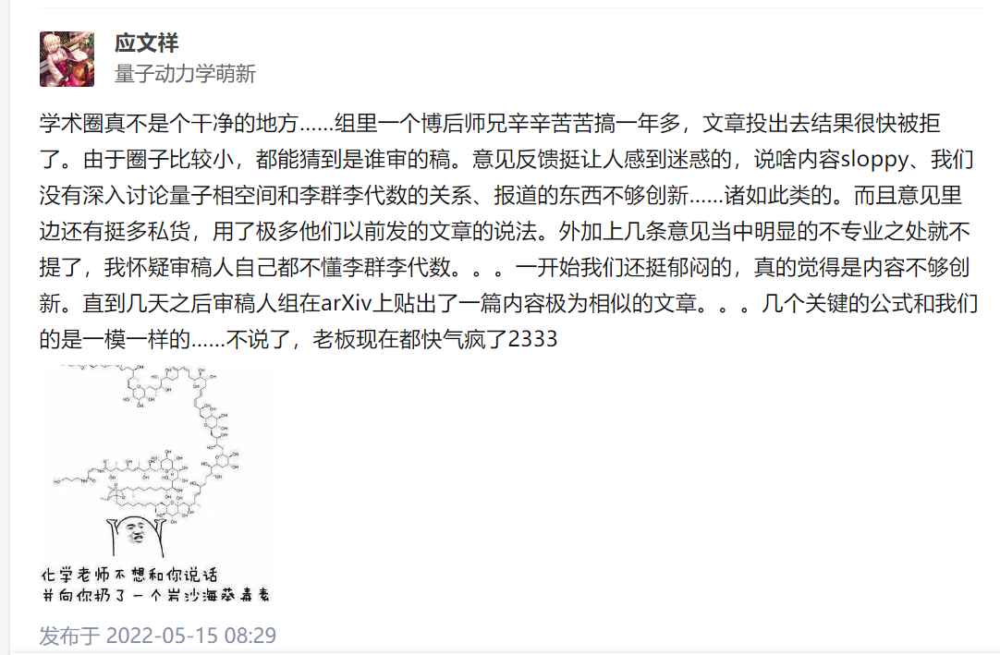 应文祥
量子动力学萌新
学术圈真不是个干净的地方......组里一个博后师兄辛辛苦苦搞一年多，文章投出去结果很快被拒
了。由于圈子比较小，都能猜到是谁审的稿。意见反馈挺让人感到迷惑的，说啥内容sloppy、我们
没有深入讨论量子相空间和李群李代数的关系、报道的东西不够创新......诸如此类的。而且意见里
边还有挺多私货，用了极多他们以前发的文章的说法。外加上几条意见当中明显的不专业之处就不
提了，我怀疑审稿人自己都不懂李群李代数。。。一开始我们还挺郁闷的，真的觉得是内容不够创
新。直到几天之后审稿人组在arXiv上贴出了一篇内容极为相似的文章。。。几个关键的公式和我们
的是一模一样的......不说了，老板现在都快气疯了2333
化学老师不想和你说话
并向你扔了一个岩沙海葵毒素
发布于 2022-05-15 08:29